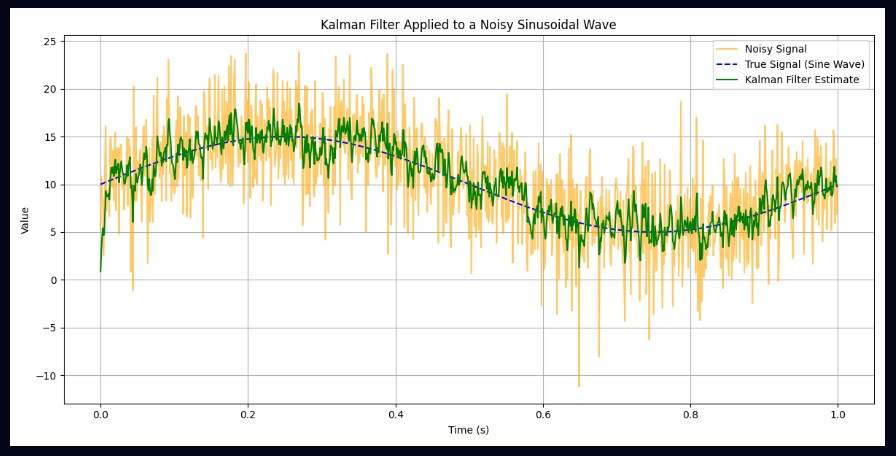 Kalman Filter Applied to a Noisy Sinusoidal Wave
Noisy Signal
True Signal (Sine Wave)
Kalman Filter Estimate
25
20
15
10
5
0
−5
−10
Value
0.0 0.2 0.4 0.6 0.8 1.0
Time (s)